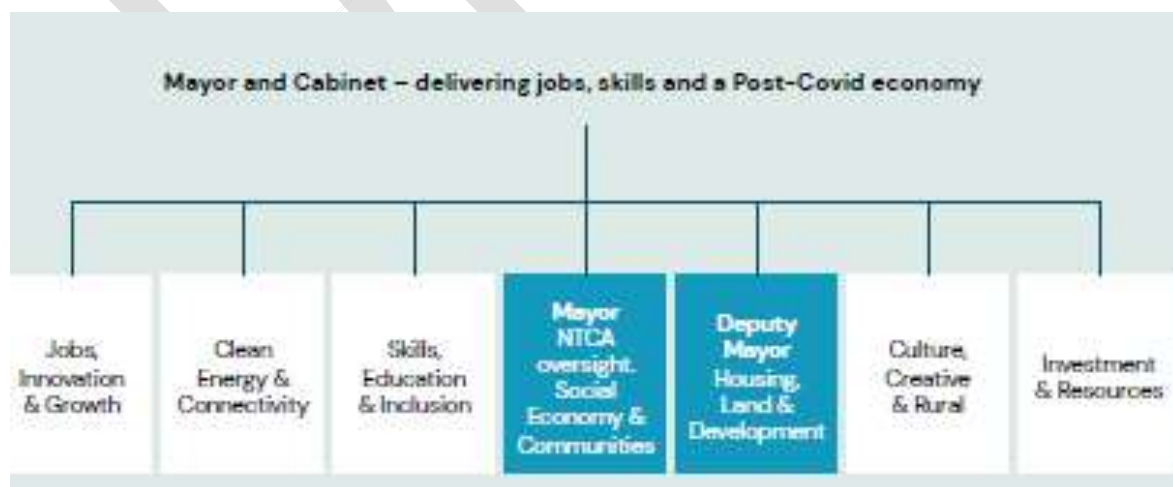 Mayor and Cabinet – delivering jobs, skills and a Post-Covid economy
Jobs,
Innovation
& Growth
Clean
Energy &
Connectivity
Skills,
Education
& Inclusion
Mayor
NTCA
oversight.
Social
Economy &
Communities
Deputy
Mayor
Housing,
Land &
Development
Culture,
Creative
& Rural
Investment
& Resources